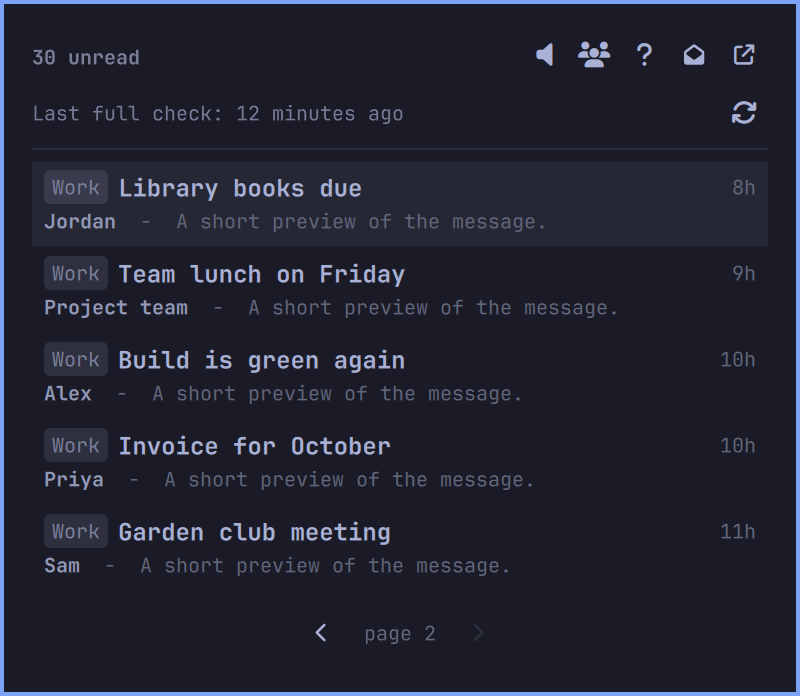 30 unread
Last full check: 12 minutes ago
Work Library books due 8h
Jordan - A short preview of the message.
Work Team lunch on Friday 9h
Project team - A short preview of the message.
Work Build is green again 10h
Alex - A short preview of the message.
Work Invoice for October 10h
Priya - A short preview of the message.
Work Garden club meeting 11h
Sam - A short preview of the message.
page 2